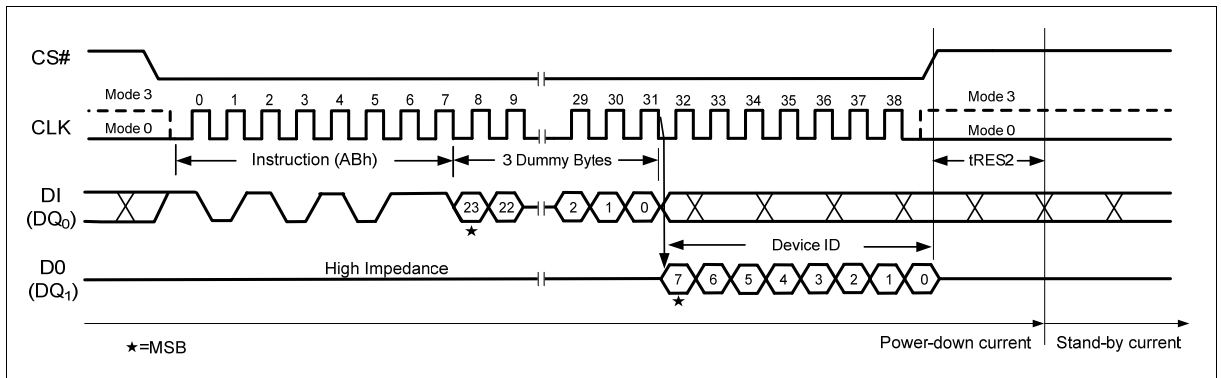 CS#
0 1 2 3 4 5 6 7 8 9 29 30 31 32 33 34 35 36 37 38
Mode 3 Mode 3
CLK Mode 0 Mode 0
Instruction (ABh) 3 Dummy Bytes tRES2
DI
(DQ0)
23 22 2 1 0
★
Device ID
D0
(DQ1)
High Impedance
7 6 5 4 3 2 1 0
★
★=MSB
Power-down current Stand-by current